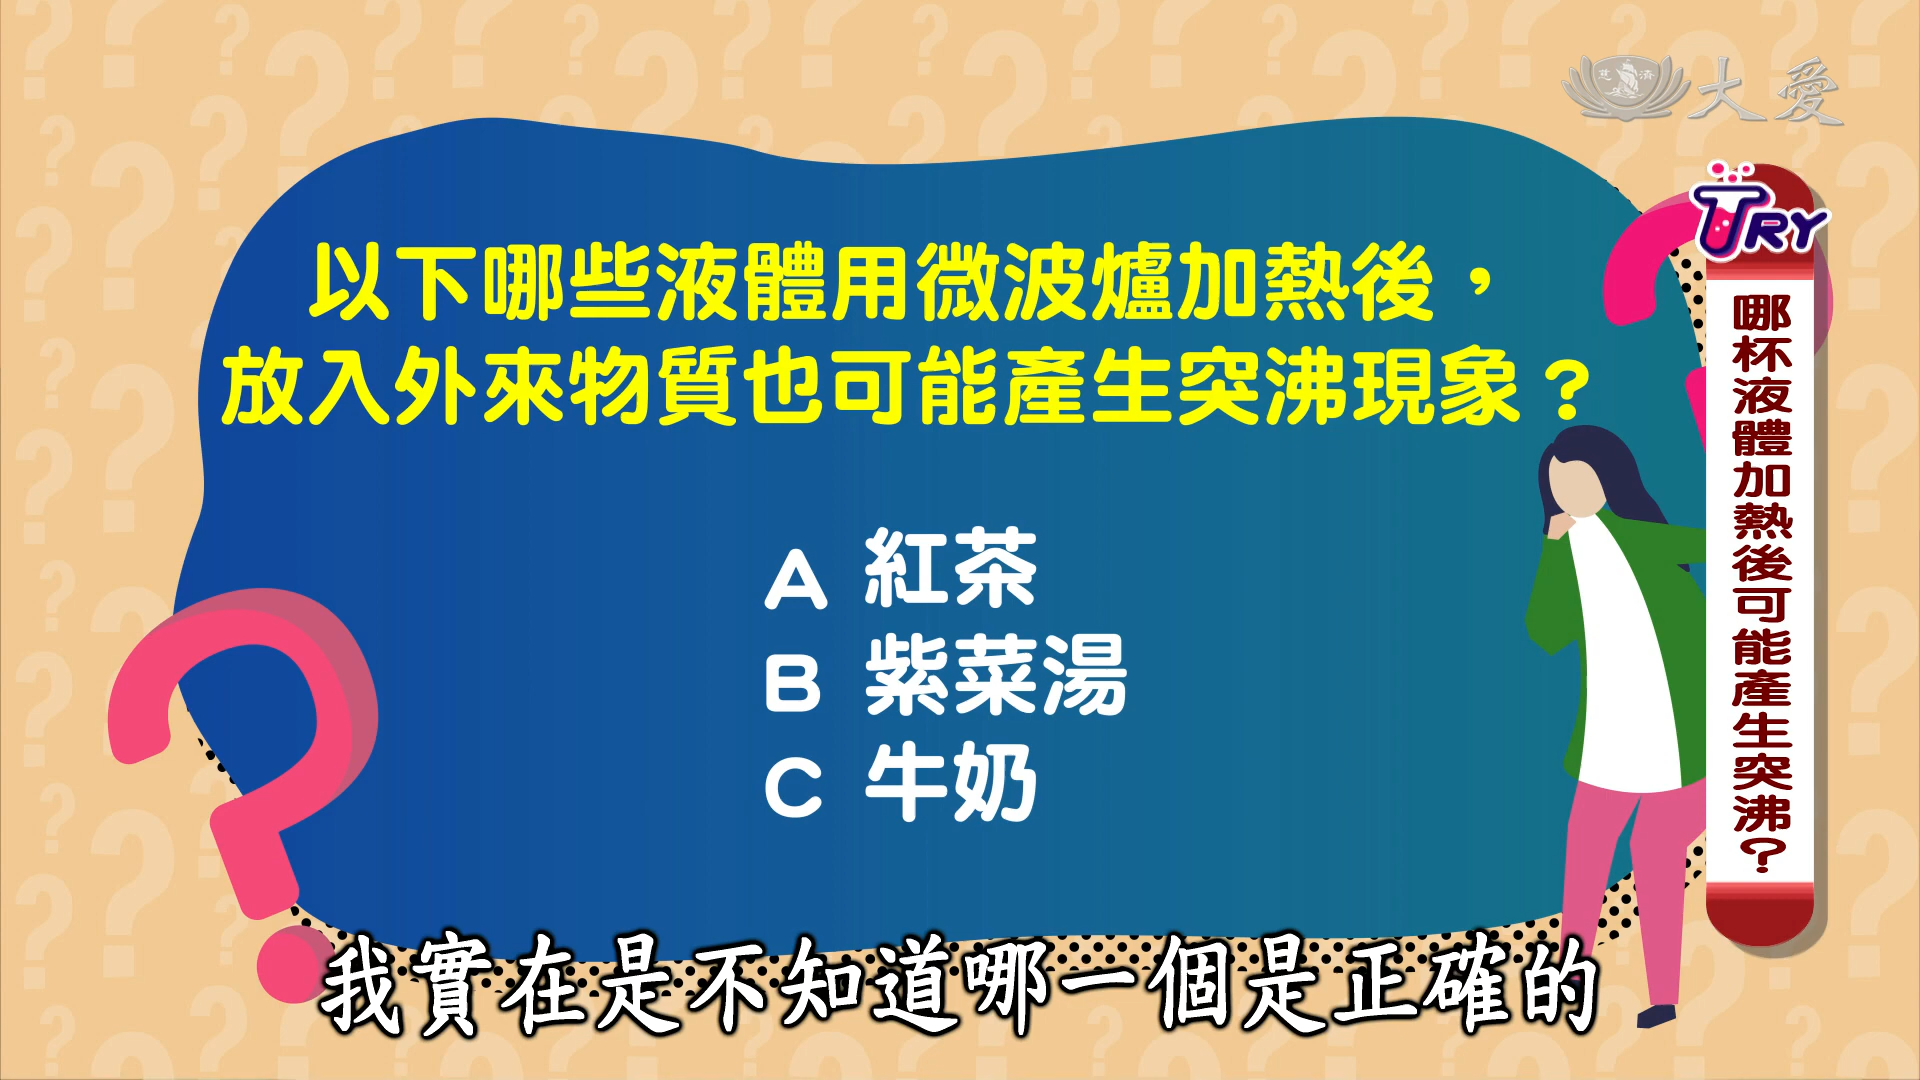 慈濟
大愛
TRY
以下哪些液體用微波爐加熱後，
放入外來物質也可能產生突沸現象？
A 紅茶
B 紫菜湯
C 牛奶
哪杯液體加熱後可能產生突沸？
我實在是不知道哪一個是正確的